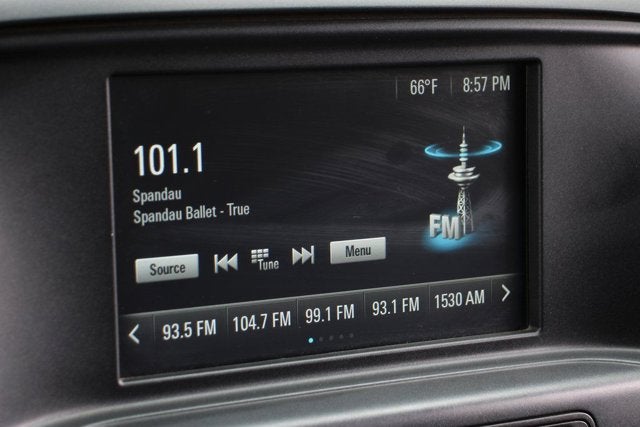 66°F 8:57 PM
101.1
Spandau
Spandau Ballet - True
FM
Source Tune Menu
93.5 FM 104.7 FM 99.1 FM 93.1 FM 1530 AM